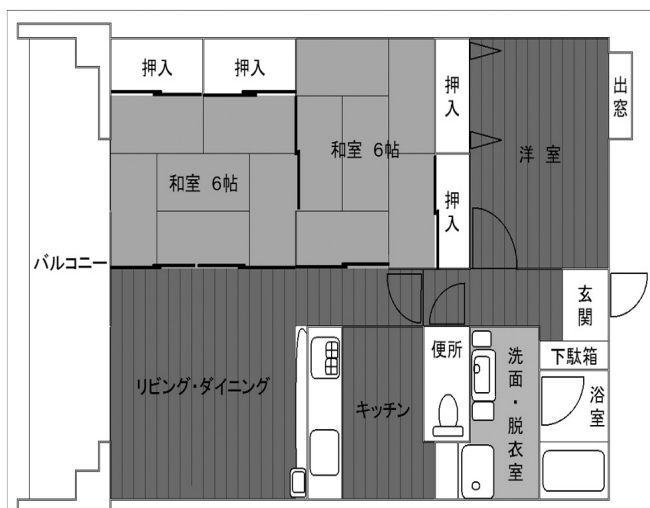 押入
押入
押入
出窓
和室 6帖
洋室
和室 6帖
押入
バルコニー
玄関
便所
下駄箱
リビング・ダイニング
キッチン
洗面・脱衣室
浴室